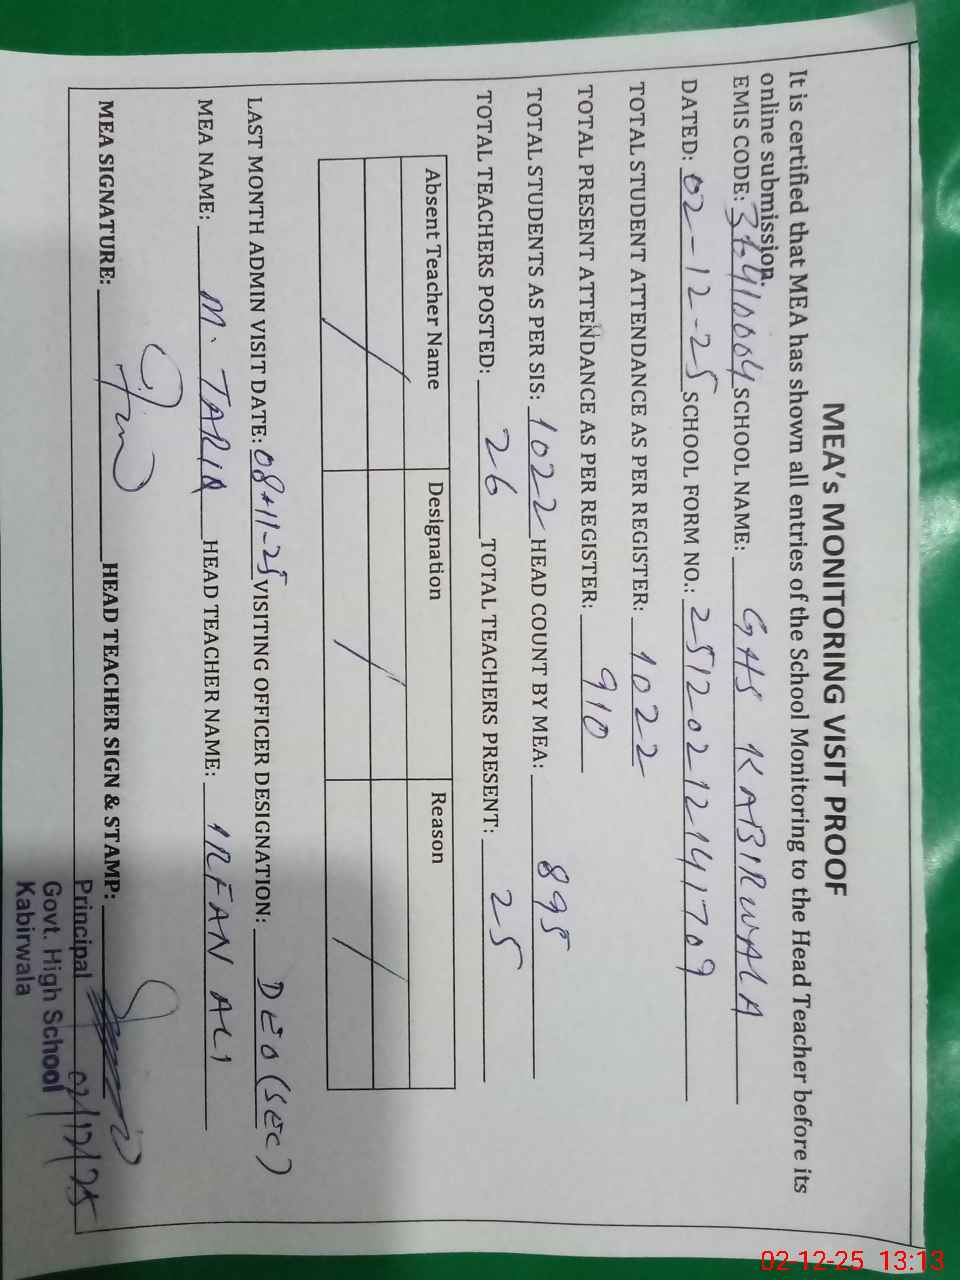 MEA's MONITORING VISIT PROOF
It is certified that MEA has shown all entries of the School Monitoring to the Head Teacher before its
online submission.
EMIS CODE: 36410004 SCHOOL NAME: GHS KABIRWALA
DATED: 02-12-25 SCHOOL FORM NO.: 25120212141709
TOTAL STUDENT ATTENDANCE AS PER REGISTER: 1022
TOTAL PRESENT ATTENDANCE AS PER REGISTER: 910
TOTAL STUDENTS AS PER SIS: 1022 HEAD COUNT BY MEA: 895
TOTAL TEACHERS POSTED: 26 TOTAL TEACHERS PRESENT: 25
Absent Teacher Name Designation Reason
/ / /
LAST MONTH ADMIN VISIT DATE: 08-11-25 VISITING OFFICER DESIGNATION: DEO (SEC)
MEA NAME: M. TARIQ HEAD TEACHER NAME: IRFAN ALI
MEA SIGNATURE: HEAD TEACHER SIGN & STAMP:
Principal
Govt. High School
Kabirwala
02/12/25
02-12-25 13:13